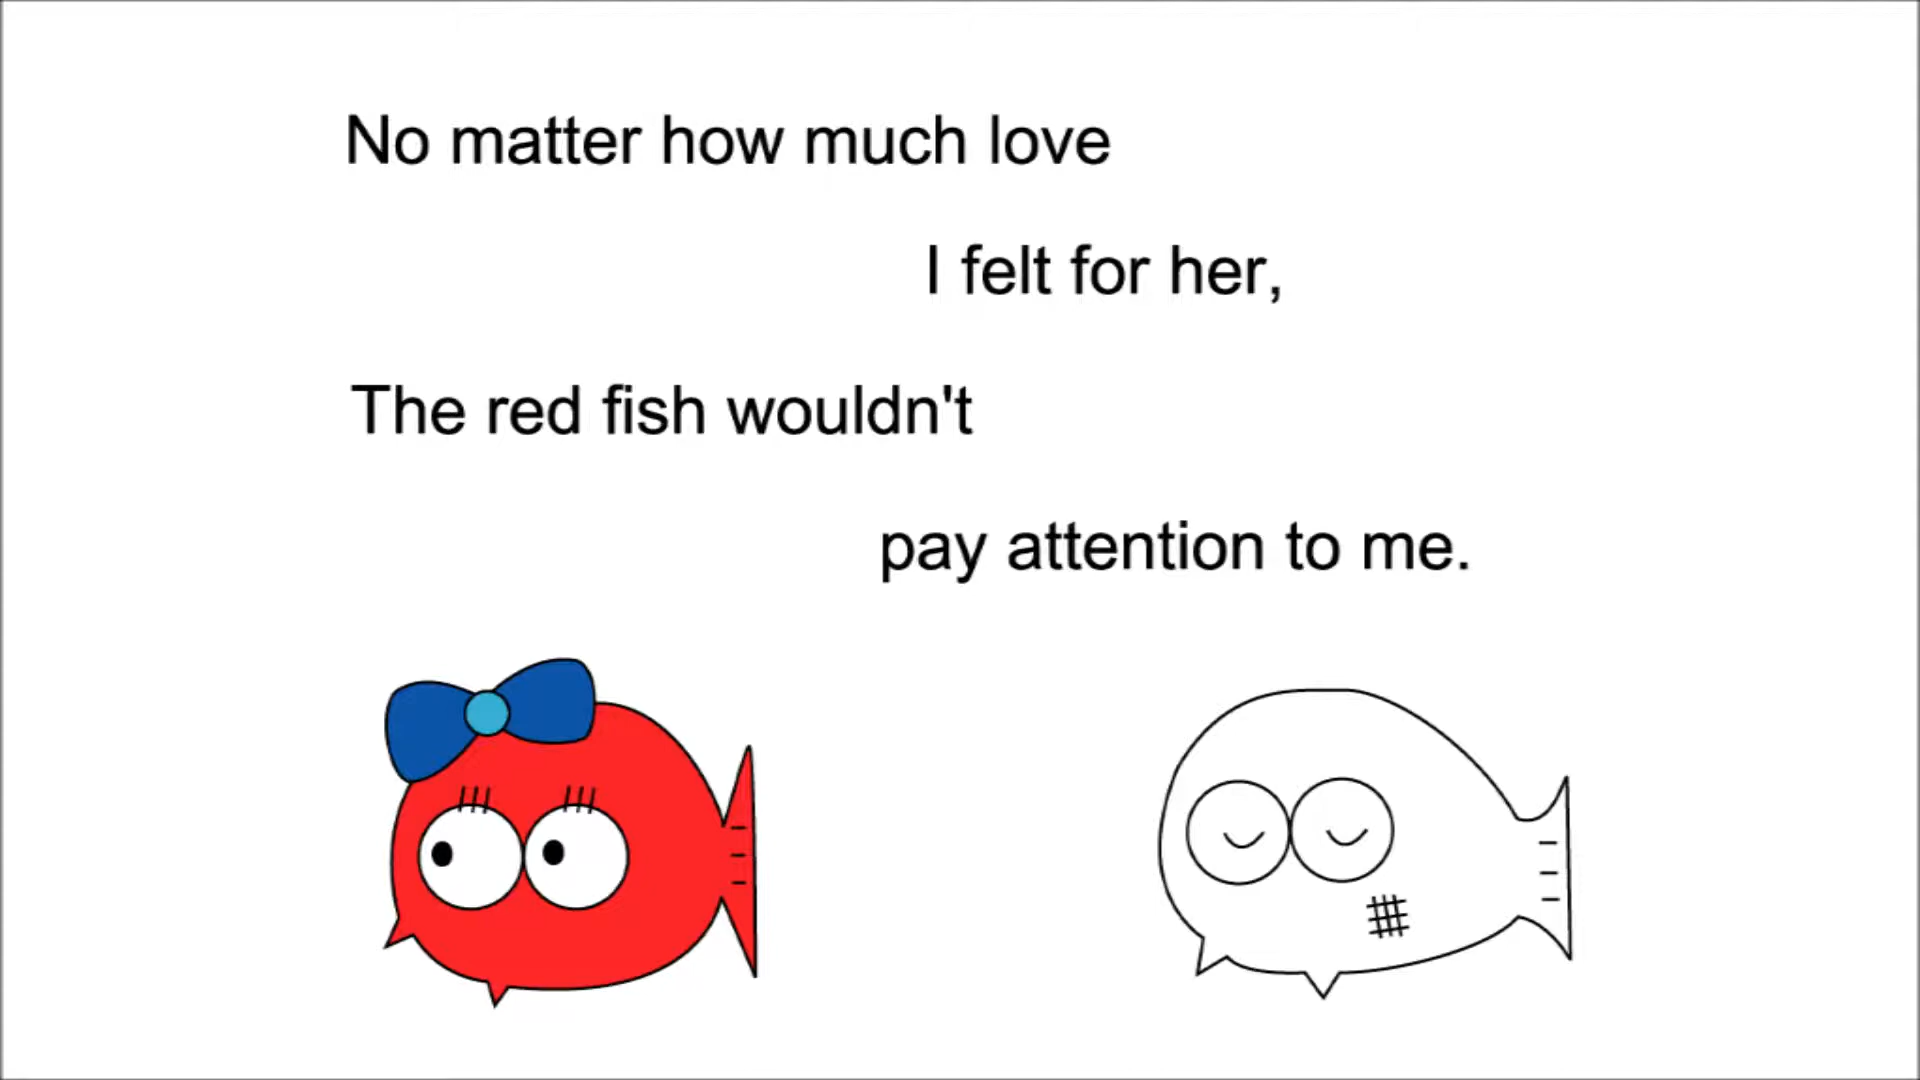 No matter how much love
I felt for her,
The red fish wouldn't
pay attention to me.